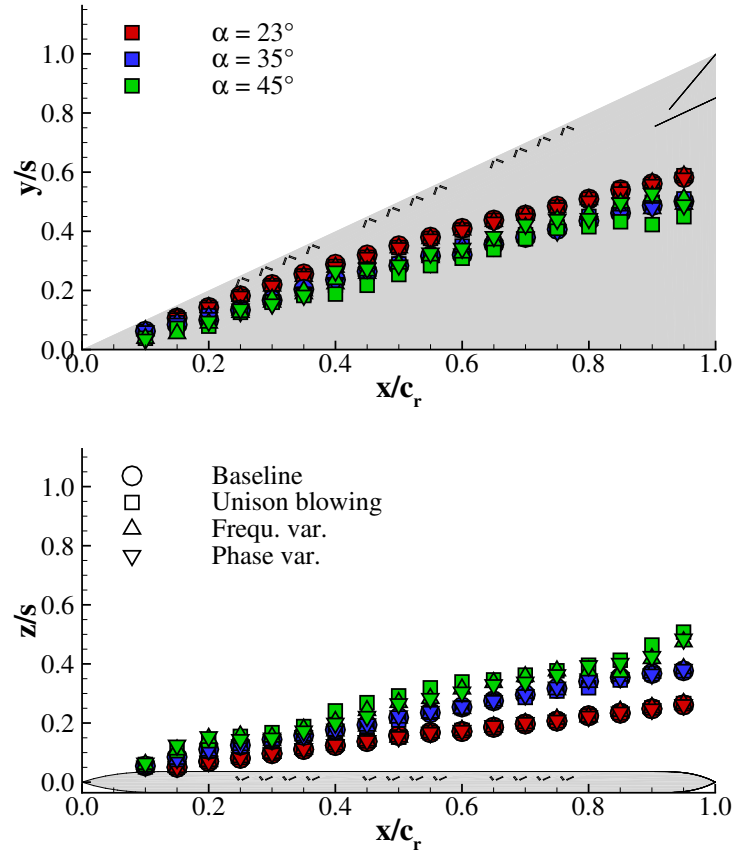 α = 23°
α = 35°
α = 45°
1.0
0.8
0.6
0.4
0.2
0.0
y/s
0.0 0.2 0.4 0.6 0.8 1.0
x/c_r
Baseline
Unison blowing
Frequ. var.
Phase var.
1.0
0.8
0.6
0.4
0.2
0.0
z/s
0.0 0.2 0.4 0.6 0.8 1.0
x/c_r